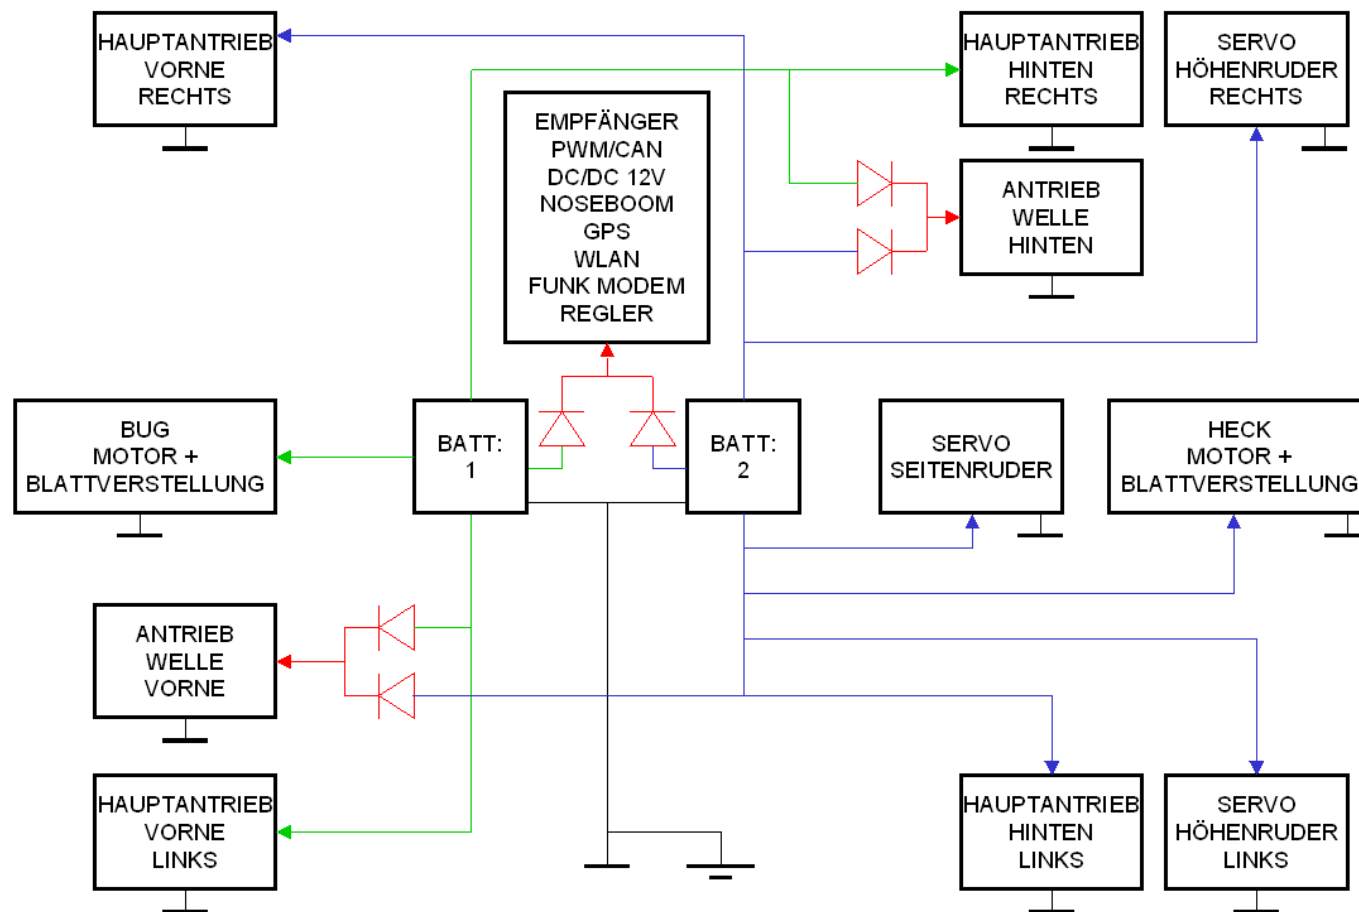 HAUPTANTRIEB
VORNE
RECHTS
HAUPTANTRIEB
HINTEN
RECHTS
SERVO
HÖHENRUDER
RECHTS
EMPFÄNGER
PWM/CAN
DC/DC 12V
NOSEBOOM
GPS
WLAN
FUNK MODEM
REGLER
ANTRIEB
WELLE
HINTEN
BUG
MOTOR +
BLATTVERSTELLUNG
BATT:
1
BATT:
2
SERVO
SEITENRUDER
HECK
MOTOR +
BLATTVERSTELLUNG
ANTRIEB
WELLE
VORNE
HAUPTANTRIEB
VORNE
LINKS
HAUPTANTRIEB
HINTEN
LINKS
SERVO
HÖHENRUDER
LINKS